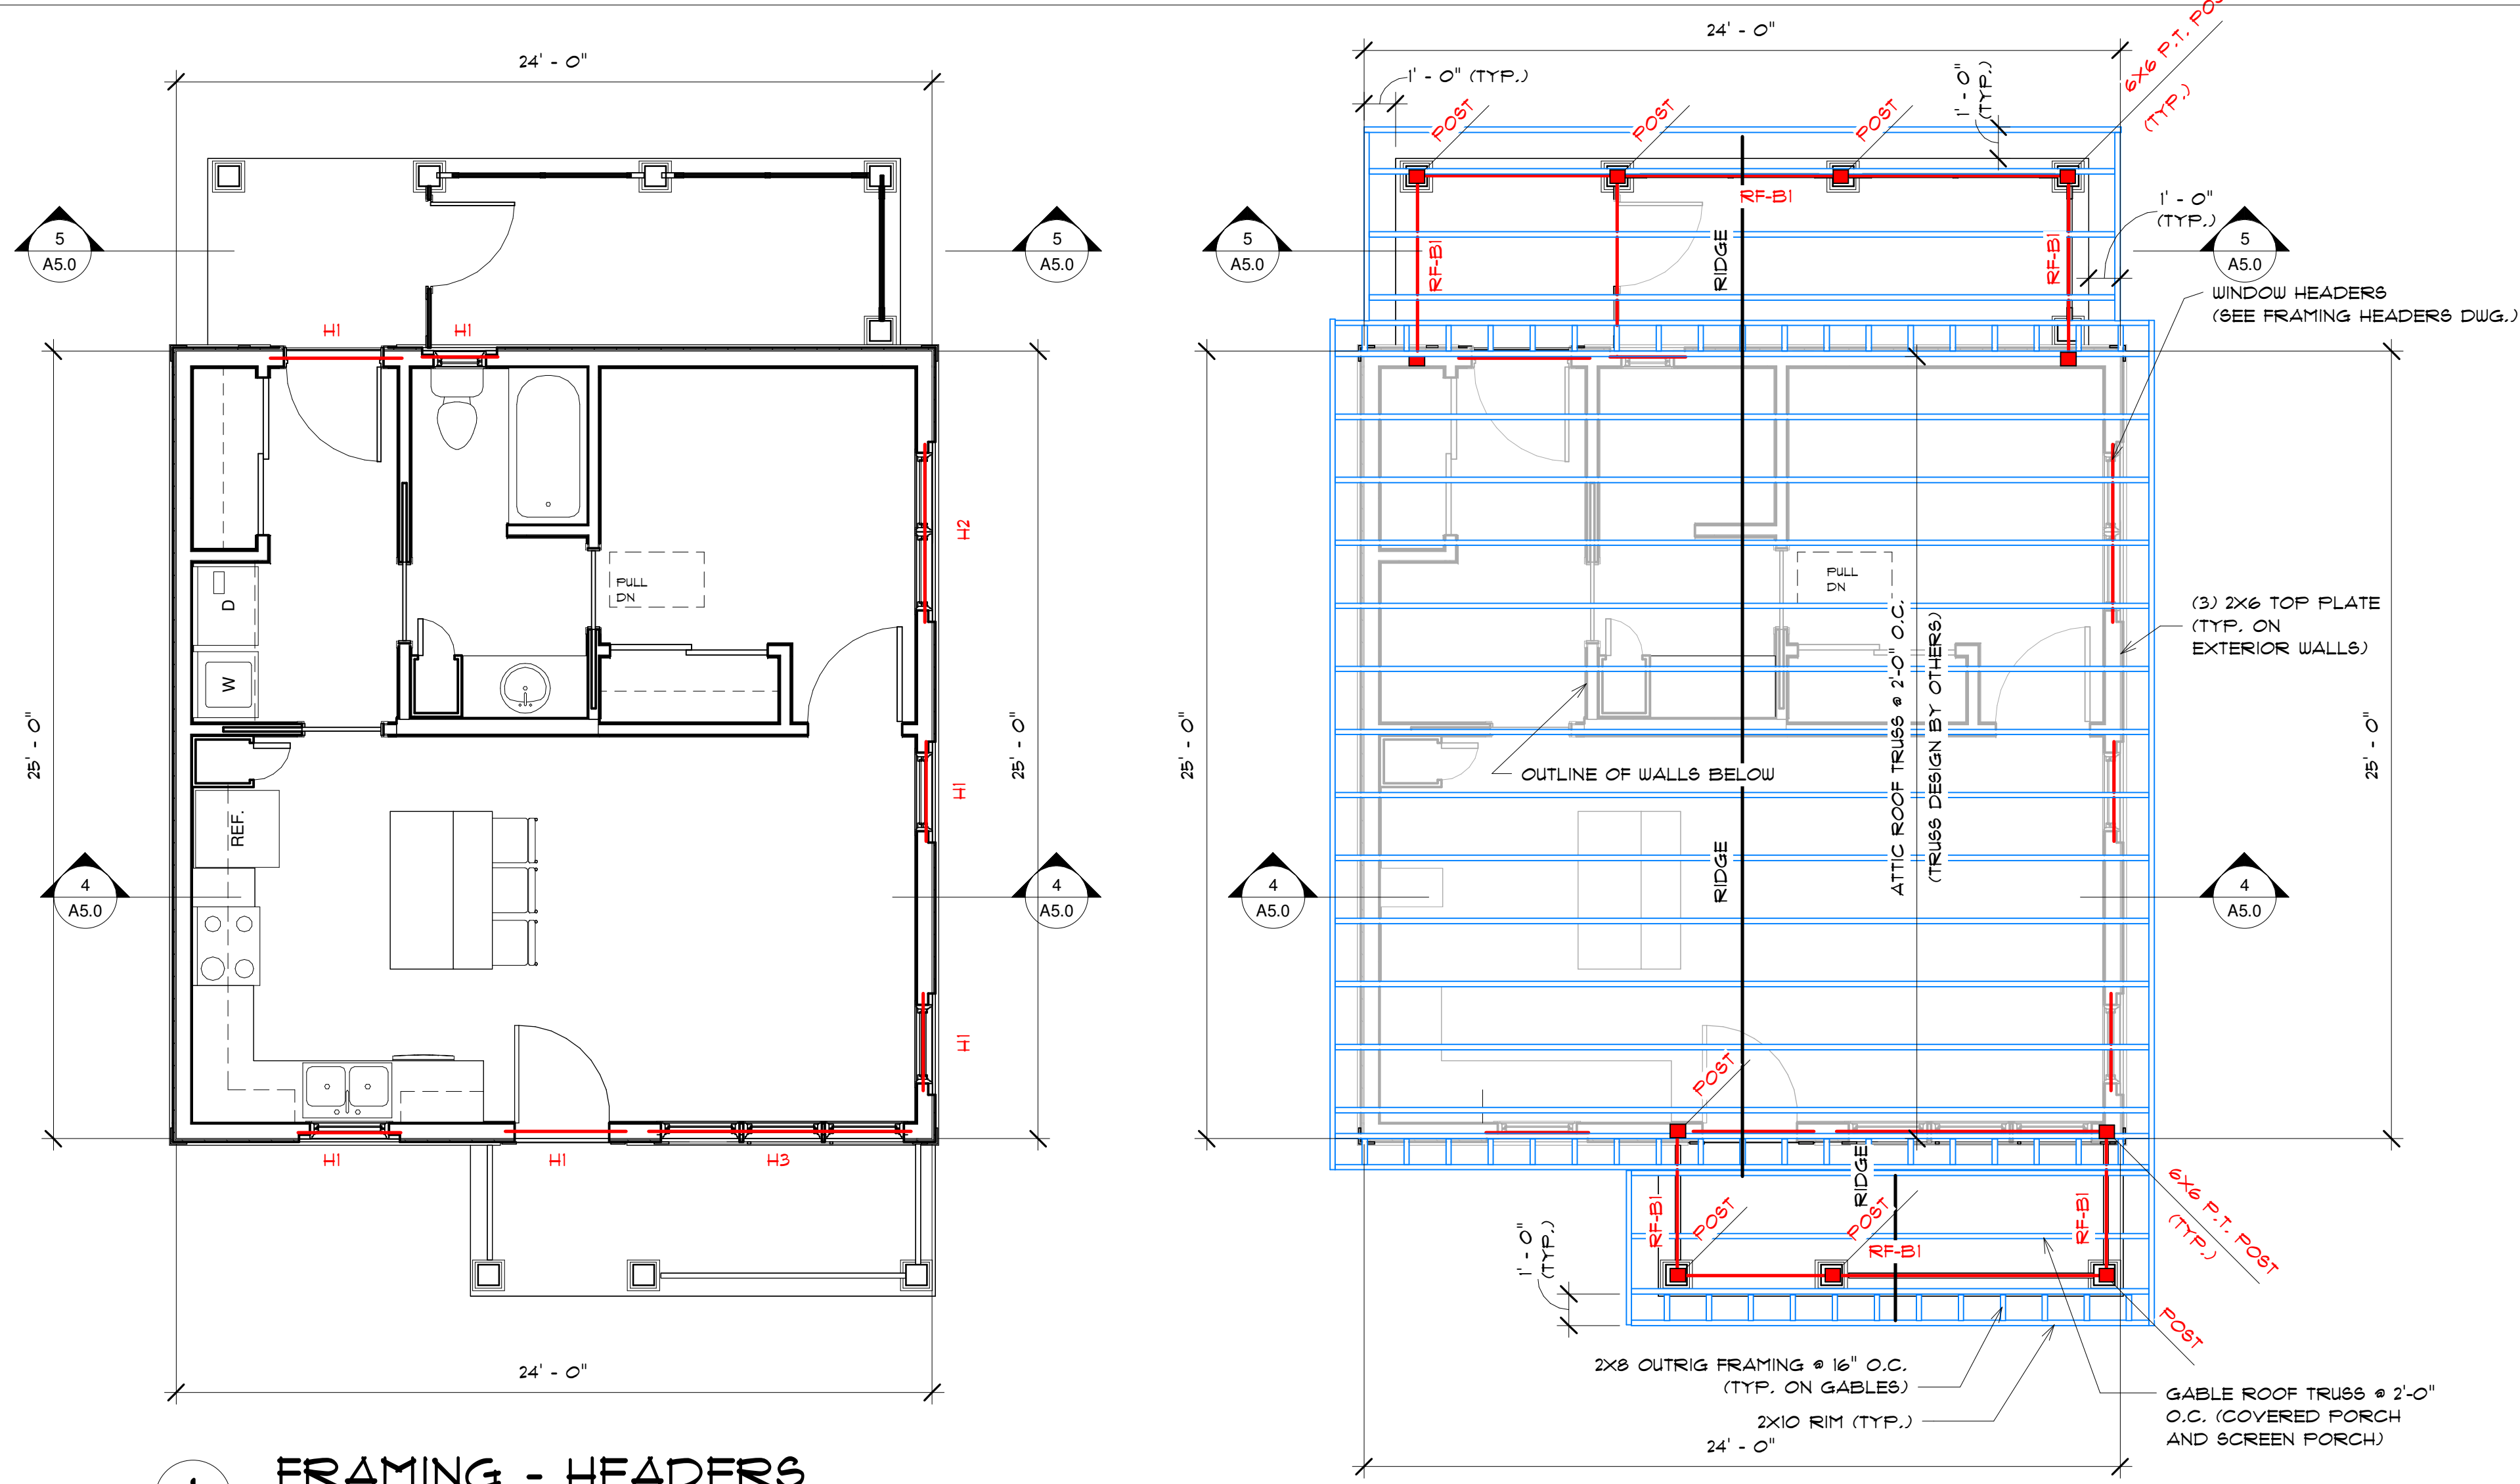 24' - 0"
5
A5.0
5
A5.0
H1
H1
H2
D
W
PULL
DN
25' - 0"
25' - 0"
H1
REF.
4
A5.0
4
A5.0
H1
H1
H1
H3
24' - 0"
FRAMING - HEADERS
24' - 0"
1' - 0" (TYP.)
1' - 0"
(TYP.)
6X6 P.T. POST
(TYP.)
POST
POST
POST
RF-B1
RF-B1
RF-B1
RIDGE
1' - 0"
(TYP.)
5
A5.0
5
A5.0
WINDOW HEADERS
(SEE FRAMING HEADERS DWG.)
PULL
DN
(3) 2X6 TOP PLATE
(TYP. ON
EXTERIOR WALLS)
25' - 0"
25' - 0"
OUTLINE OF WALLS BELOW
ATTIC ROOF TRUSS @ 2'-0" O.C.
(TRUSS DESIGN BY OTHERS)
RIDGE
4
A5.0
4
A5.0
POST
RIDGE
RF-B1
POST
POST
RF-B1
RF-B1
6X6 P.T. POST
(TYP.)
1' - 0"
(TYP.)
POST
2X8 OUTRIG FRAMING @ 16" O.C.
(TYP. ON GABLES)
2X10 RIM (TYP.)
GABLE ROOF TRUSS @ 2'-0"
O.C. (COVERED PORCH
AND SCREEN PORCH)
24' - 0"